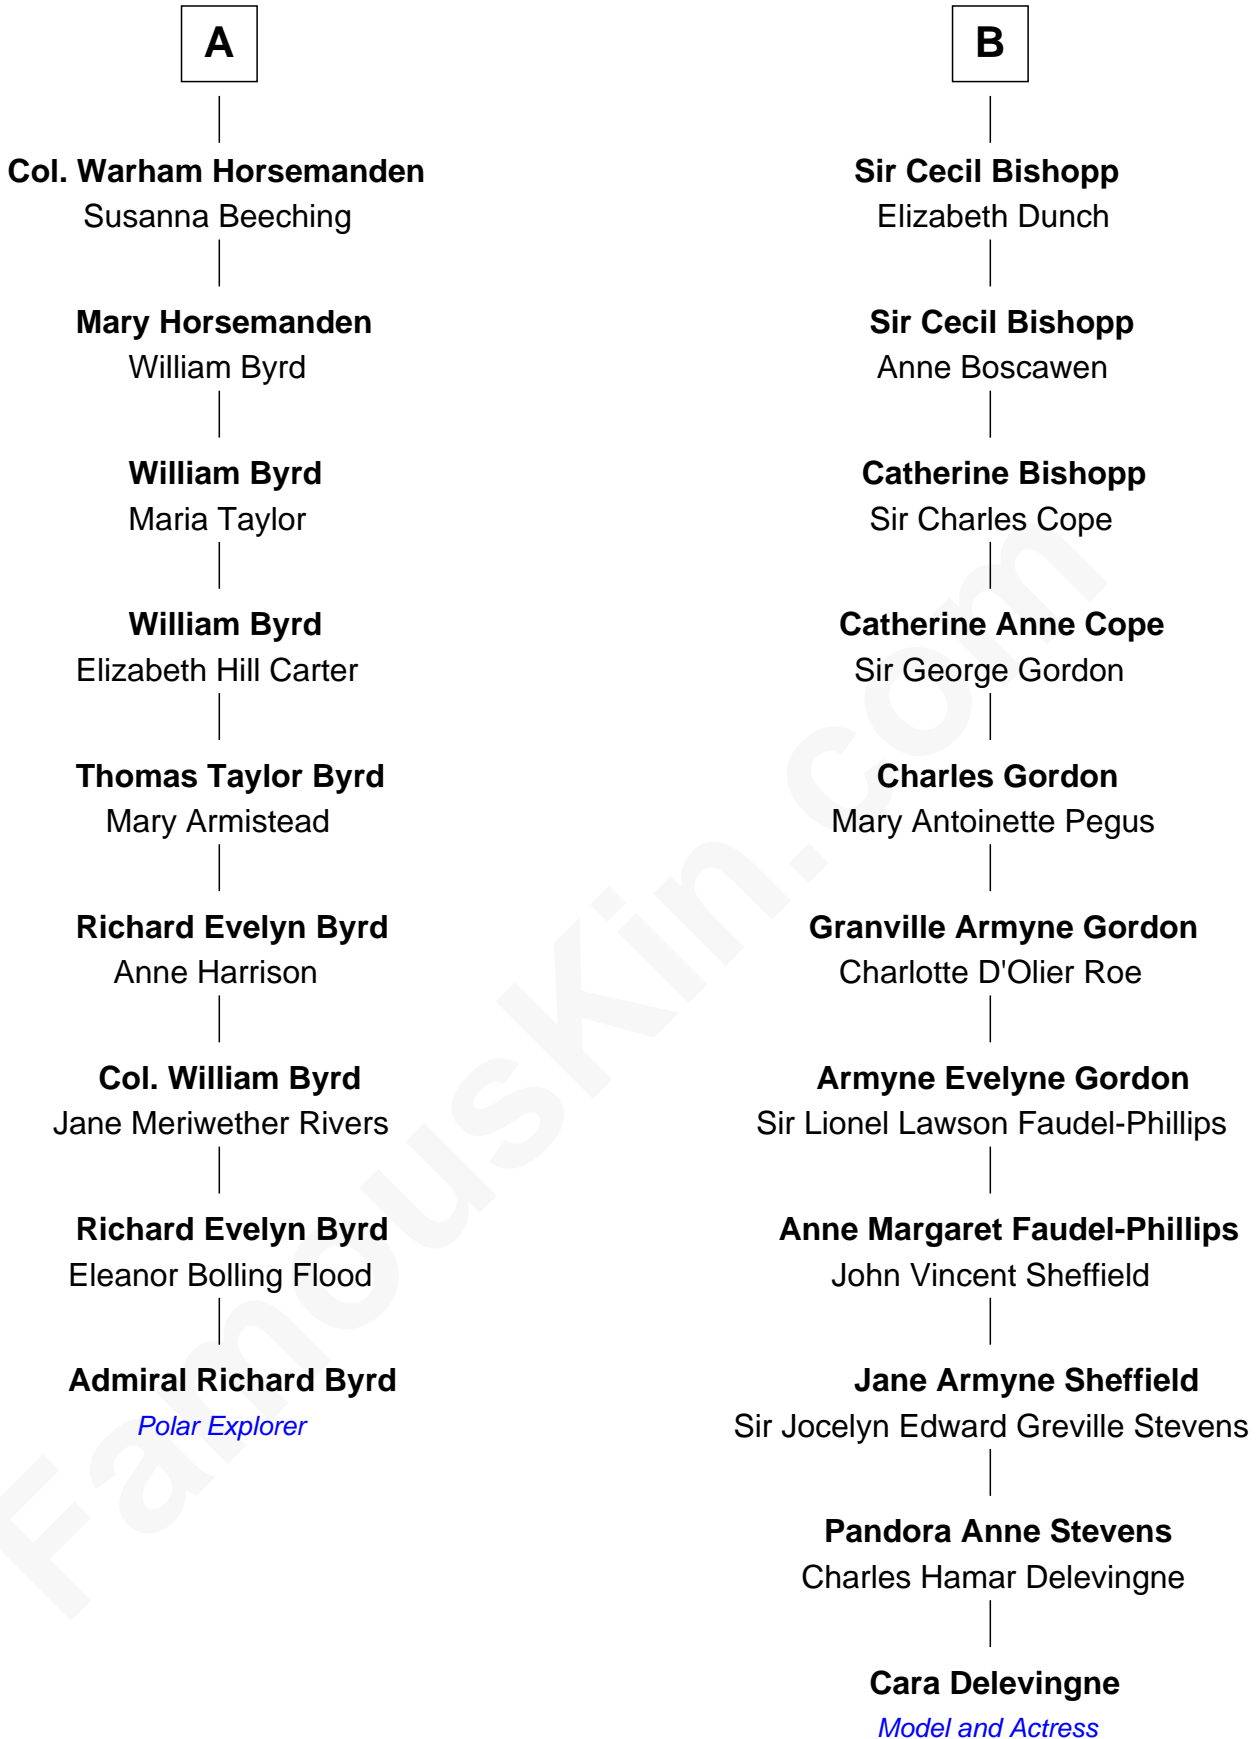 A
Col. Warham Horsemanden
Susanna Beeching
Mary Horsemanden
William Byrd
William Byrd
Maria Taylor
William Byrd
Elizabeth Hill Carter
Thomas Taylor Byrd
Mary Armistead
Richard Evelyn Byrd
Anne Harrison
Col. William Byrd
Jane Meriwether Rivers
Richard Evelyn Byrd
Eleanor Bolling Flood
Admiral Richard Byrd
Polar Explorer
B
Sir Cecil Bishopp
Elizabeth Dunch
Sir Cecil Bishopp
Anne Boscawen
Catherine Bishopp
Sir Charles Cope
Catherine Anne Cope
Sir George Gordon
Charles Gordon
Mary Antoinette Pegus
Granville Armyne Gordon
Charlotte D'Olier Roe
Armyne Evelyne Gordon
Sir Lionel Lawson Faudel-Phillips
Anne Margaret Faudel-Phillips
John Vincent Sheffield
Jane Armyne Sheffield
Sir Jocelyn Edward Greville Stevens
Pandora Anne Stevens
Charles Hamar Delevingne
Cara Delevingne
Model and Actress
FamousKin.com